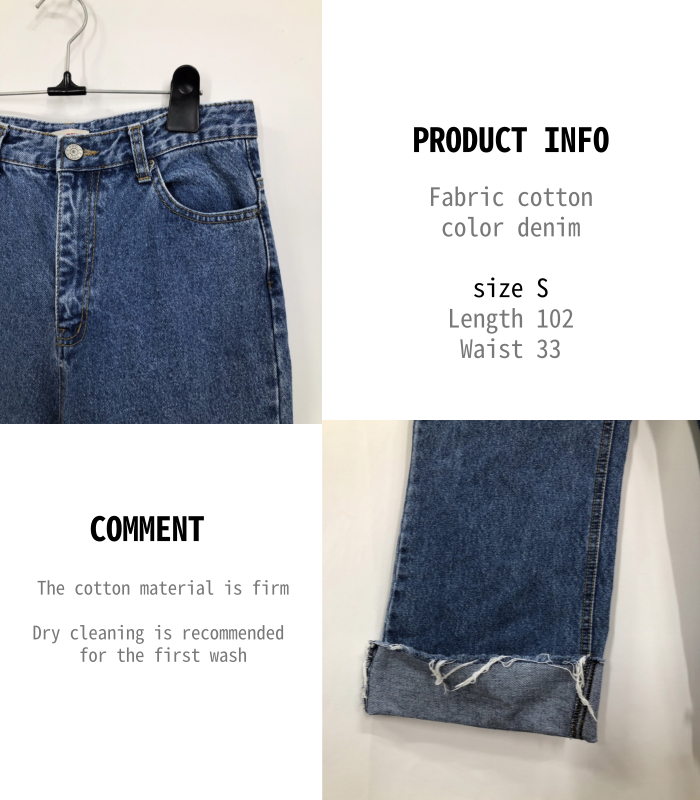 PRODUCT INFO
Fabric cotton
color denim
size S
Length 102
Waist 33
COMMENT
The cotton material is firm
Dry cleaning is recommended
for the first wash